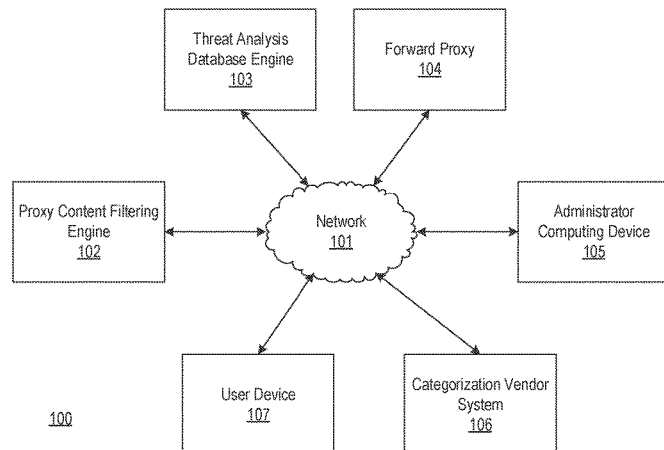 Threat Analysis
Database Engine
103
Forward Proxy
104
Proxy Content Filtering
Engine
102
Network
101
Administrator
Computing Device
105
User Device
107
Categorization Vendor
System
106
100